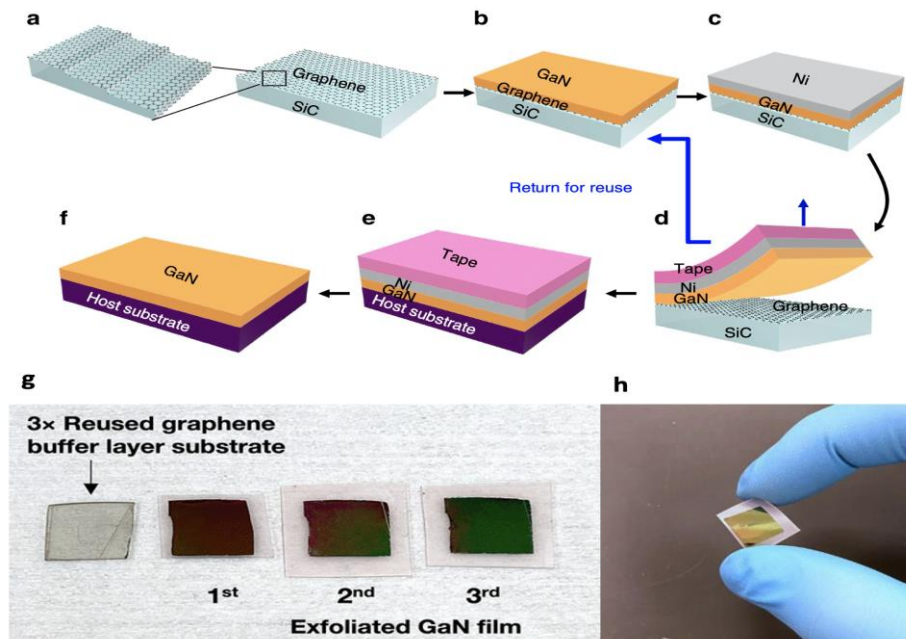 a
Graphene
SiC
b
GaN
Graphene
SiC
c
Ni
GaN
SiC
Return for reuse
d
Tape
Ni
GaN
Graphene
SiC
e
Tape
Ni
GaN
Host substrate
f
GaN
Host substrate
g
3× Reused graphene
buffer layer substrate
1st
2nd
3rd
Exfoliated GaN film
h